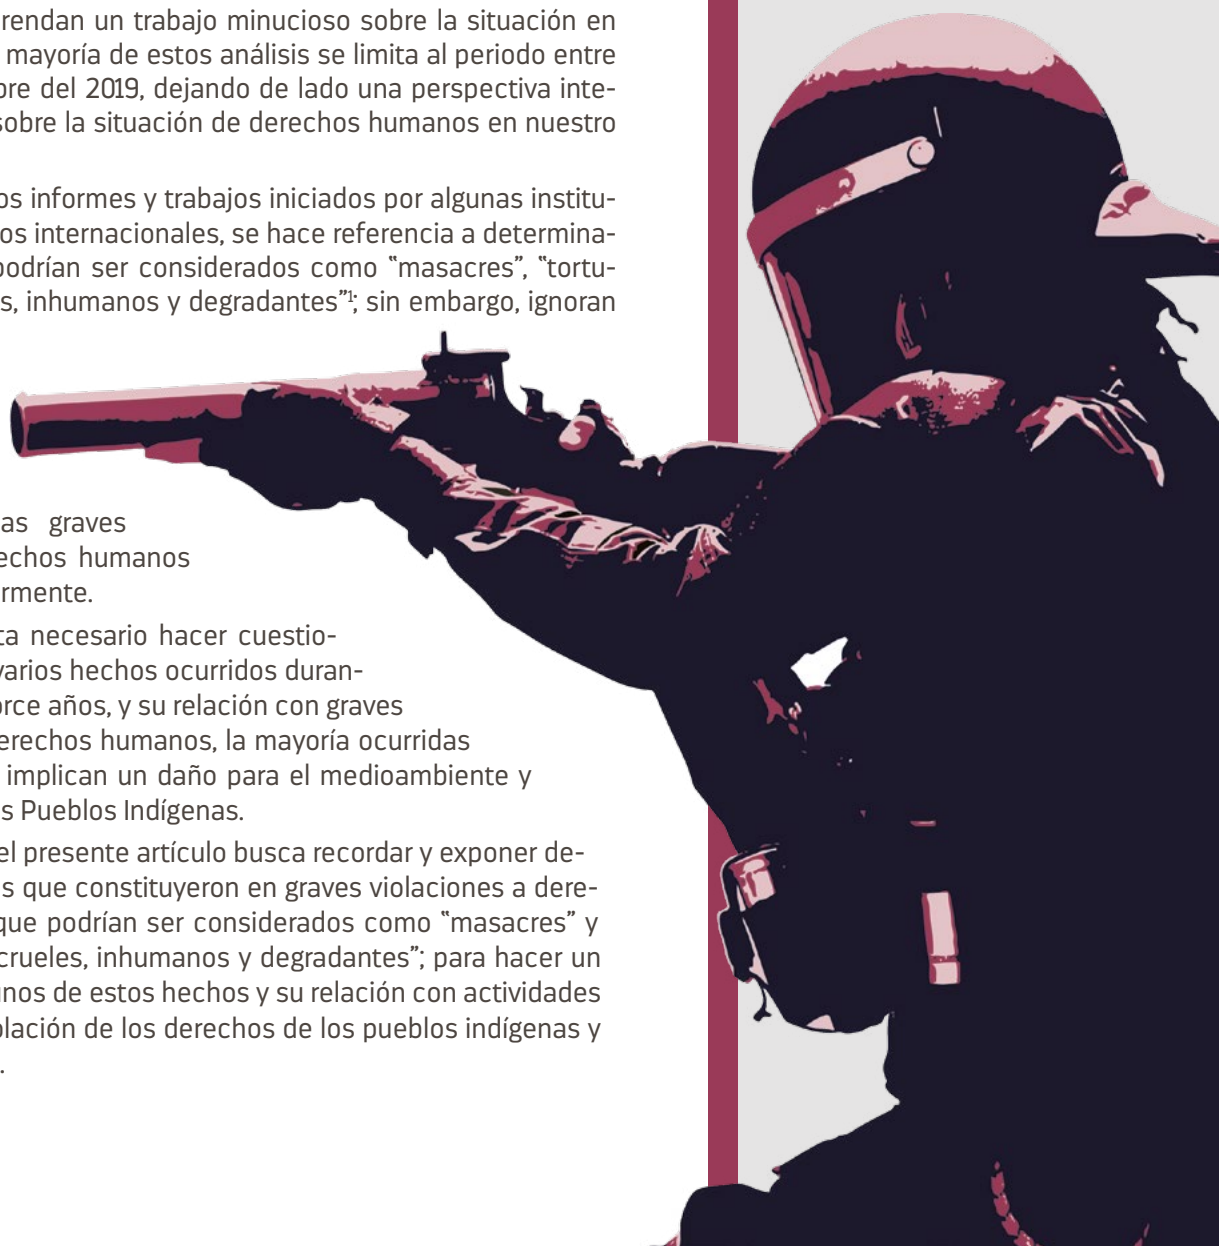 rendan un trabajo minucioso sobre la situación en
mayoría de estos análisis se limita al periodo entre
bre del 2019, dejando de lado una perspectiva inte-
sobre la situación de derechos humanos en nuestro
os informes y trabajos iniciados por algunas institu-
os internacionales, se hace referencia a determina-
podrían ser considerados como “masacres”, “tortu-
s, inhumanos y degradantes”¹; sin embargo, ignoran
as graves
echos humanos
rmente.
ta necesario hacer cuestio-
varios hechos ocurridos duran-
orce años, y su relación con graves
derechos humanos, la mayoría ocurridas
implican un daño para el medioambiente y
s Pueblos Indígenas.
el presente artículo busca recordar y exponer de-
s que constituyeron en graves violaciones a dere-
que podrían ser considerados como “masacres” y
crueles, inhumanos y degradantes”; para hacer un
unos de estos hechos y su relación con actividades
olación de los derechos de los pueblos indígenas y
.